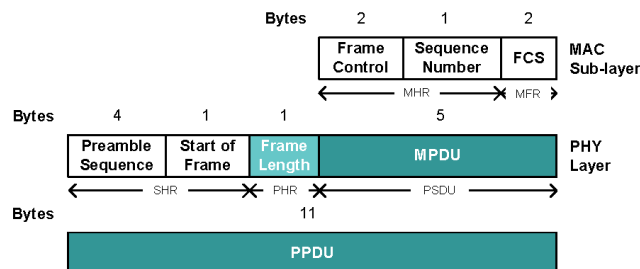 Bytes 2 1 2
Frame Control Sequence Number FCS MAC Sub-layer
MHR MFR
Bytes 4 1 1 5
Preamble Sequence Start of Frame Frame Length MPDU PHY Layer
SHR PHR PSDU
Bytes 11
PPDU